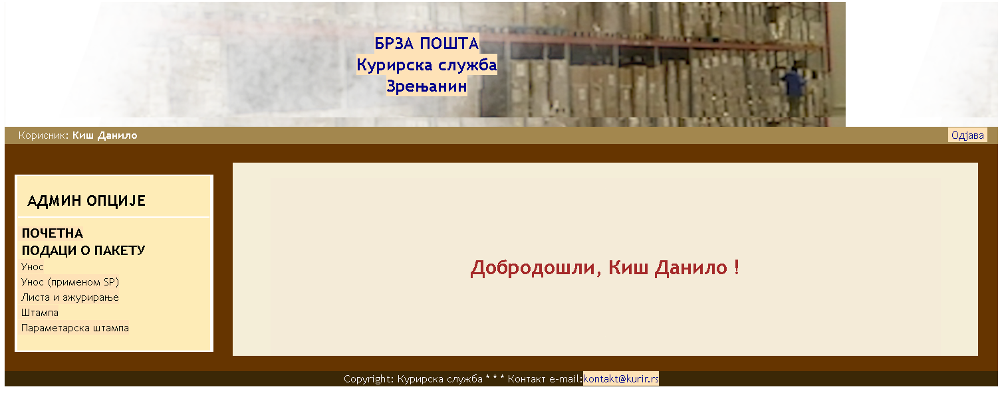 БРЗА ПОШТА
Курирска служба
Зрењанин
Корисник: Киш Данило
Одјава
АДМИН ОПЦИЈЕ
ПОЧЕТНА
ПОДАЦИ О ПАКЕТУ
Унос
Унос (применом SP)
Листа и ажурирање
Штампа
Параметарска штампа
Добродошли, Киш Данило !
Copyright: Курирска служба * * * Контакт e-mail:kontakt@kurir.rs